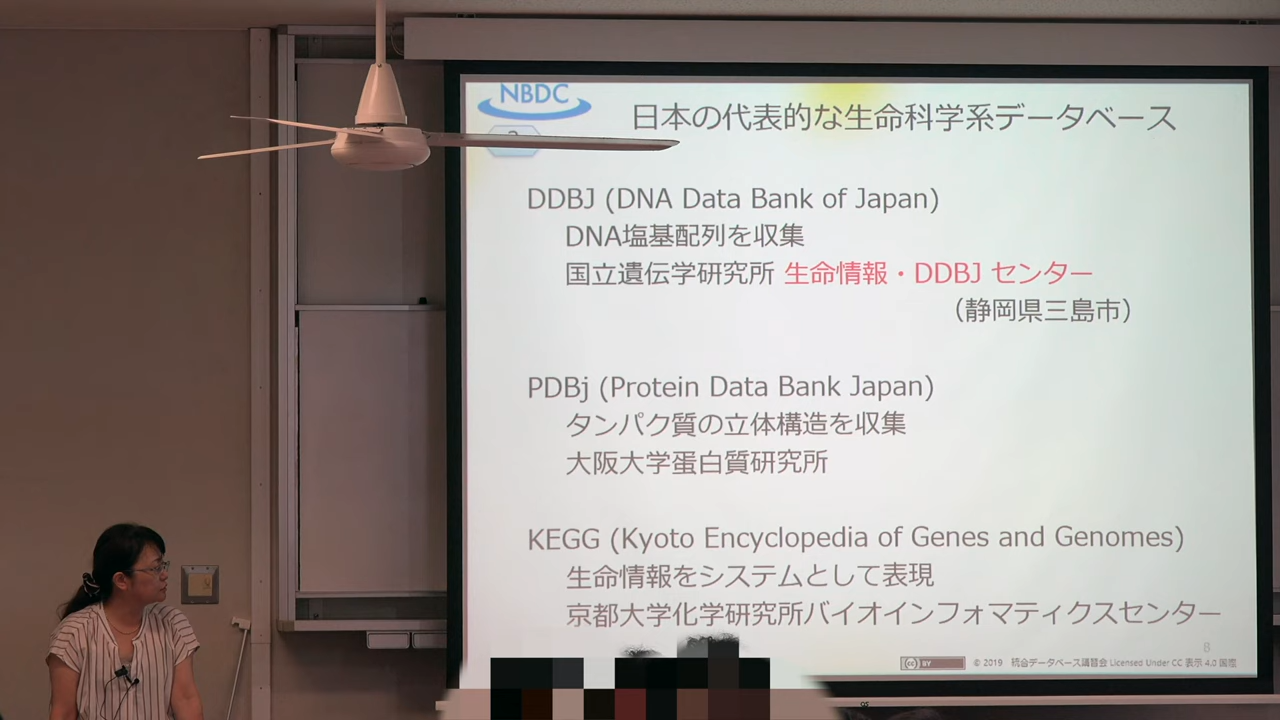 NBDC
日本の代表的な生命科学系データベース
DDBJ (DNA Data Bank of Japan)
DNA塩基配列を収集
国立遺伝学研究所 生命情報・DDBJ センター
（静岡県三島市）
PDBj (Protein Data Bank Japan)
タンパク質の立体構造を収集
大阪大学蛋白質研究所
KEGG (Kyoto Encyclopedia of Genes and Genomes)
生命情報をシステムとして表現
京都大学化学研究所バイオインフォマティクスセンター
8
cc BY © 2019 統合データベース講習会 Licensed Under CC 表示 4.0 国際